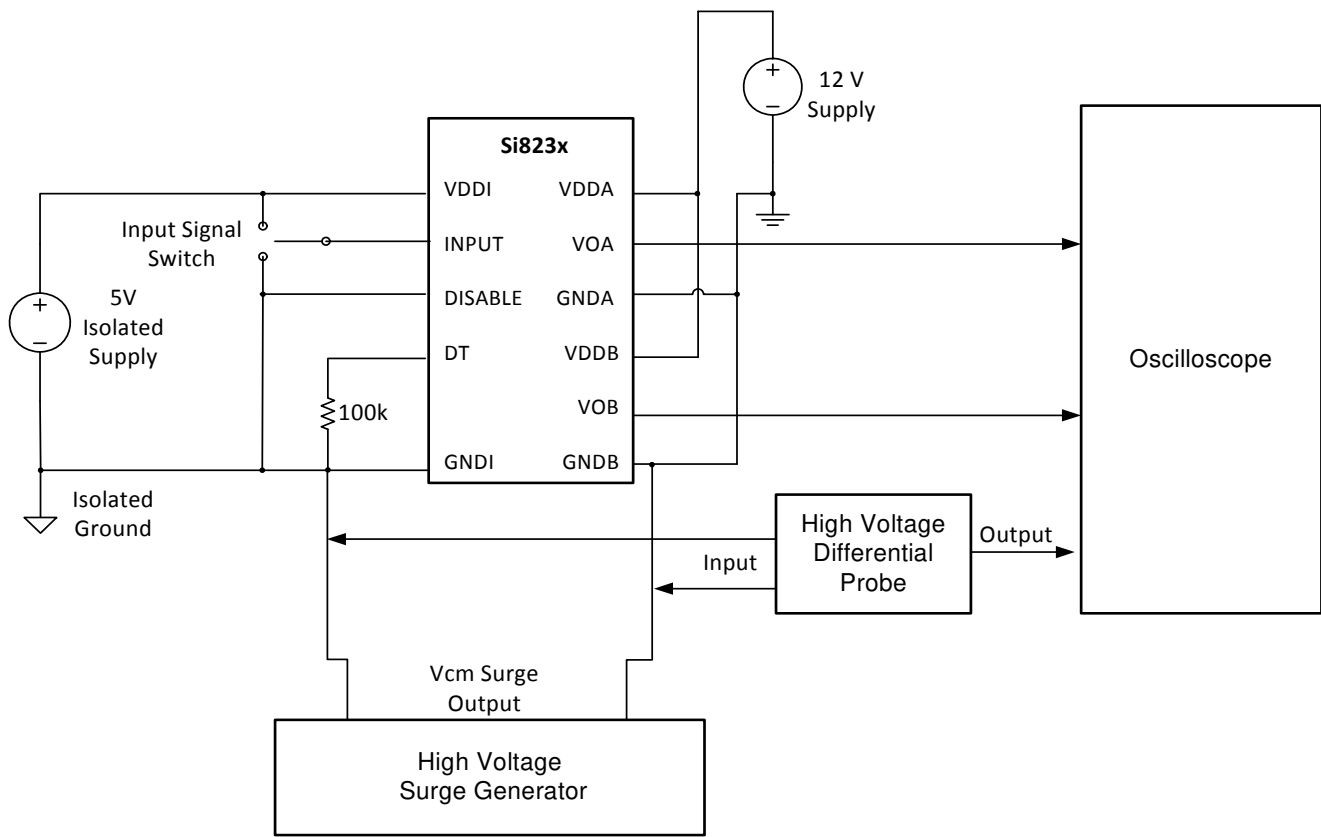 12 V
Supply
Si823x
VDDI
VDDA
Input Signal
Switch
INPUT
VOA
5V
Isolated
Supply
DISABLE
GNDA
DT
VDDB
Oscilloscope
100k
VOB
GNDI
GNDB
Isolated
Ground
High Voltage
Differential
Probe
Output
Input
Vcm Surge
Output
High Voltage
Surge Generator